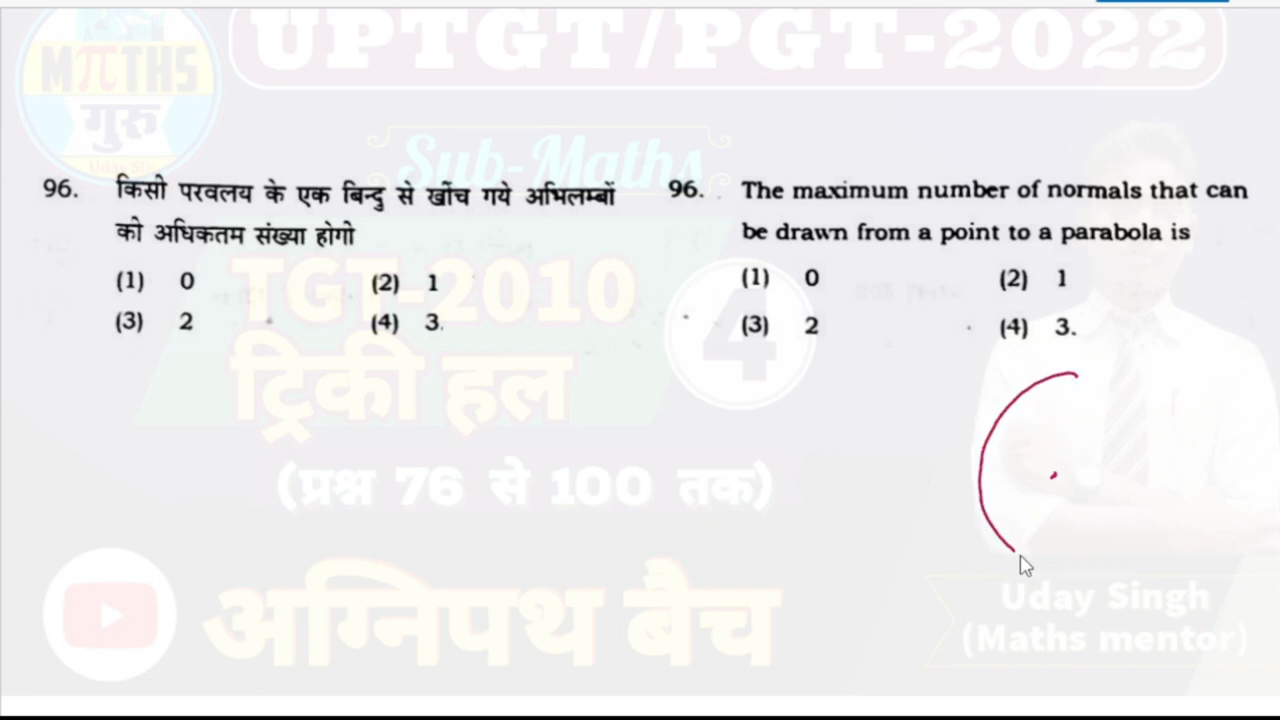 UPTGT/PGT-2022
MπTHS
गुरु
Sub-Maths
96. किसी परवलय के एक बिन्दु से खींचे गये अभिलम्बों
की अधिकतम संख्या होगी
(1) 0 (2) 1
(3) 2 (4) 3.
96. The maximum number of normals that can
be drawn from a point to a parabola is
(1) 0 (2) 1
(3) 2 (4) 3.
TGT-2010
4
ट्रिकी हल
(प्रश्न 76 से 100 तक)
अग्निपथ बैच
Uday Singh
(Maths mentor)